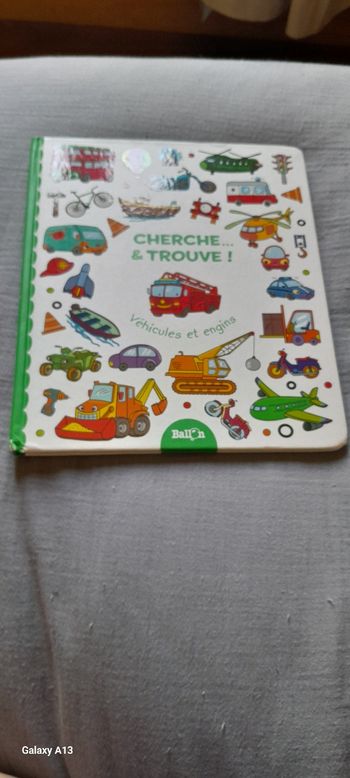 CHERCHE...
& TROUVE !
Véhicules et engins
Ballon
Galaxy A13